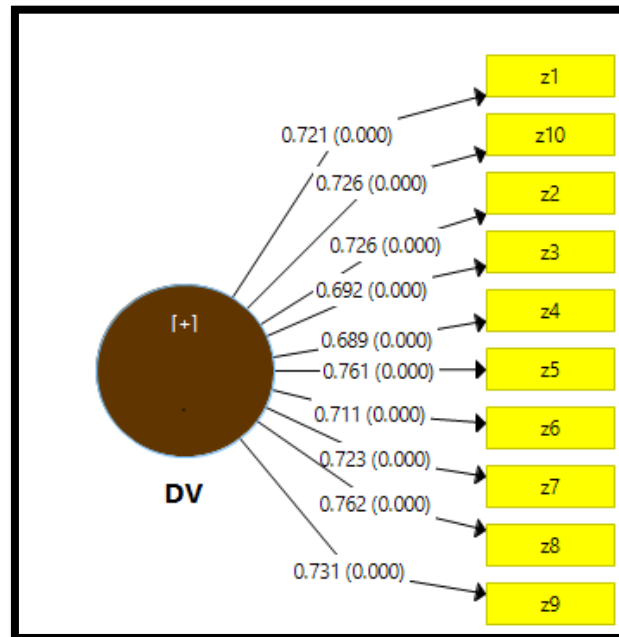 z1
0.721 (0.000)
z10
0.726 (0.000)
z2
0.726 (0.000)
z3
0.692 (0.000)
z4
0.689 (0.000)
z5
0.761 (0.000)
z6
0.711 (0.000)
z7
0.723 (0.000)
z8
0.762 (0.000)
z9
0.731 (0.000)
[+]
DV